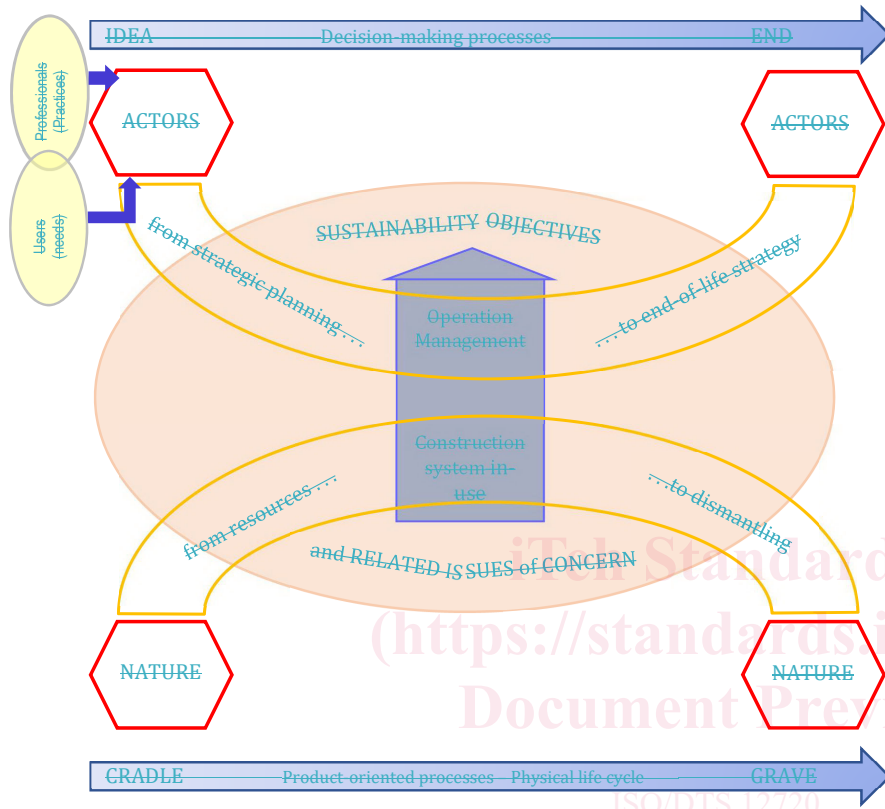 IDEA Decision-making processes END
Professionals
(Practices)
ACTORS
ACTORS
Users
(needs)
SUSTAINABILITY OBJECTIVES
from strategic planning...
...to end-of-life strategy
Operation
Management
Construction
system in-
use
from resources ...
...to dismantling
and RELATED ISSUES of CONCERN
iTeh Standard
(https://standards.i
Document Prev
NATURE
NATURE
CRADLE Product-oriented processes – Physical life cycle GRAVE
ISO/DTS 12720